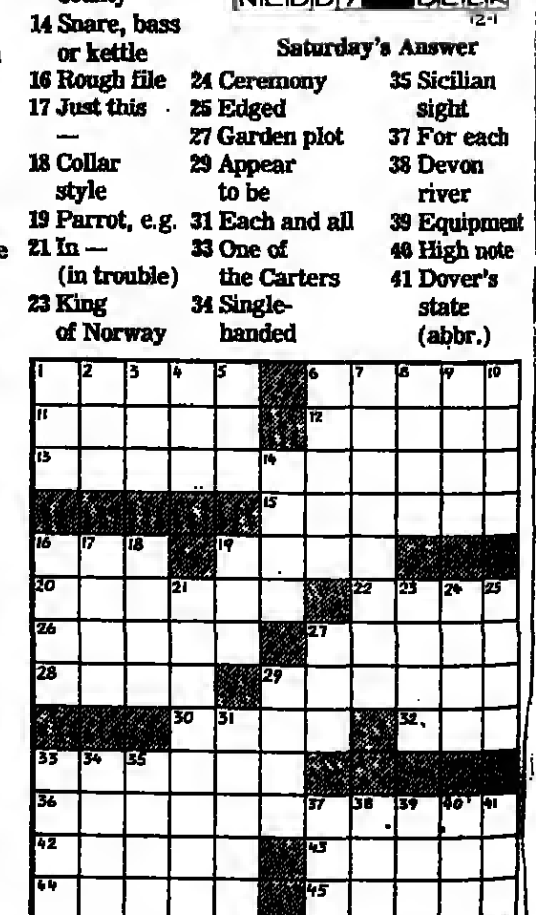 12-1
Saturday's Answer
14 Snare, bass
or kettle
16 Rough file
17 Just this
—
18 Collar
style
19 Parrot, e.g.
21 In —
(in trouble)
23 King
of Norway
24 Ceremony
25 Edged
27 Garden plot
29 Appear
to be
31 Each and all
33 One of
the Carters
34 Single-
handed
35 Sicilian
sight
37 For each
38 Devon
river
39 Equipment
40 High note
41 Dover's
state
(abbr.)
1 2 3 4 5 6 7 8 9 10
11 12
13 14
15
16 17 18 19
20 21 22 23 24 25
26 27
28 29
30 31 32
33 34 35
36 37 38 39 40 41
42 43
44 45